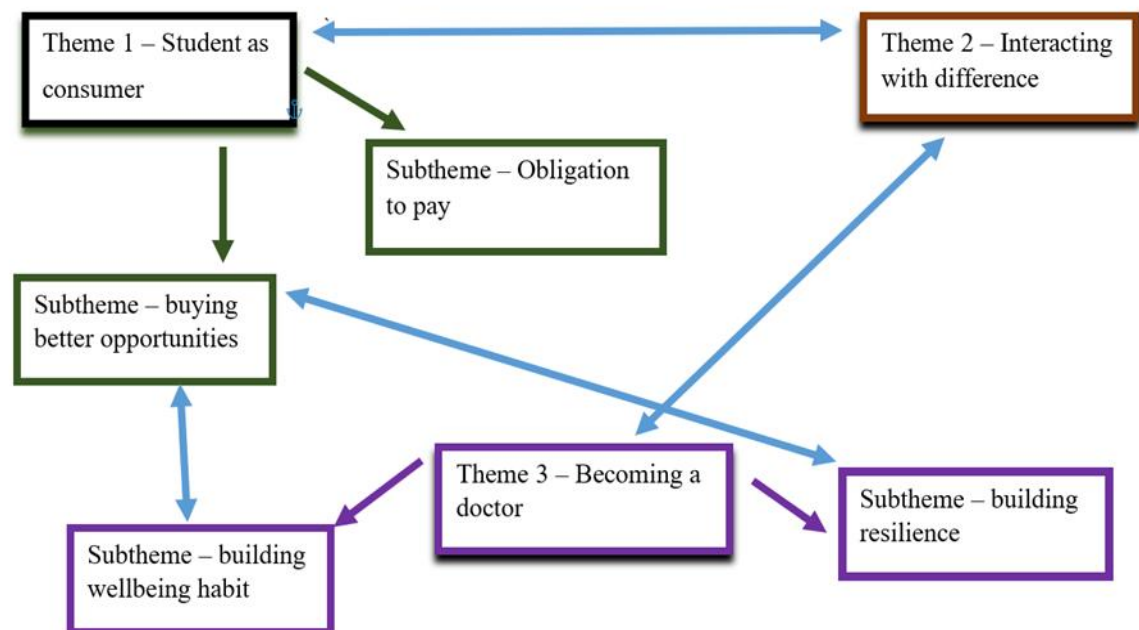 Theme 1 – Student as
consumer
Theme 2 – Interacting
with difference
Subtheme – Obligation
to pay
Subtheme – buying
better opportunities
Theme 3 – Becoming a
doctor
Subtheme – building
resilience
Subtheme – building
wellbeing habit